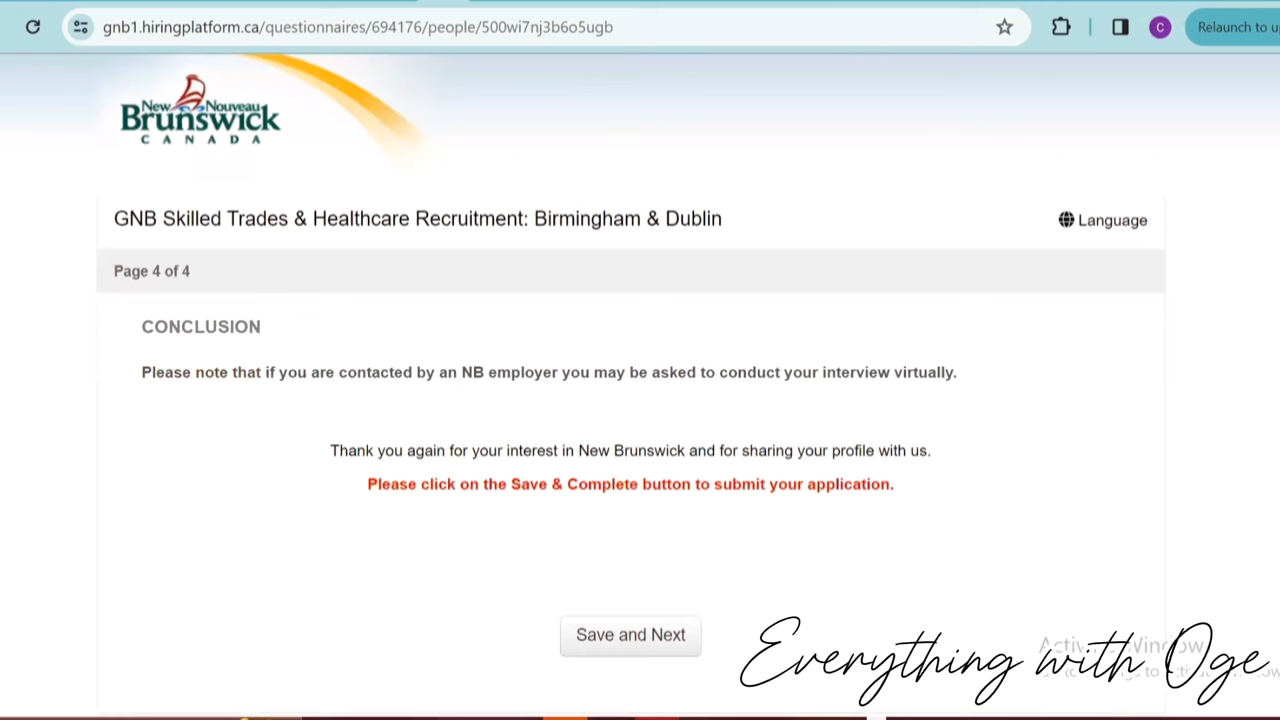 gnb1.hiringplatform.ca/questionnaires/694176/people/500wi7nj3b6o5ugb
C
Relaunch to u
New Nouveau
Brunswick
CANADA
GNB Skilled Trades & Healthcare Recruitment: Birmingham & Dublin
Language
Page 4 of 4
CONCLUSION
Please note that if you are contacted by an NB employer you may be asked to conduct your interview virtually.
Thank you again for your interest in New Brunswick and for sharing your profile with us.
Please click on the Save & Complete button to submit your application.
Save and Next
Everything with Oge